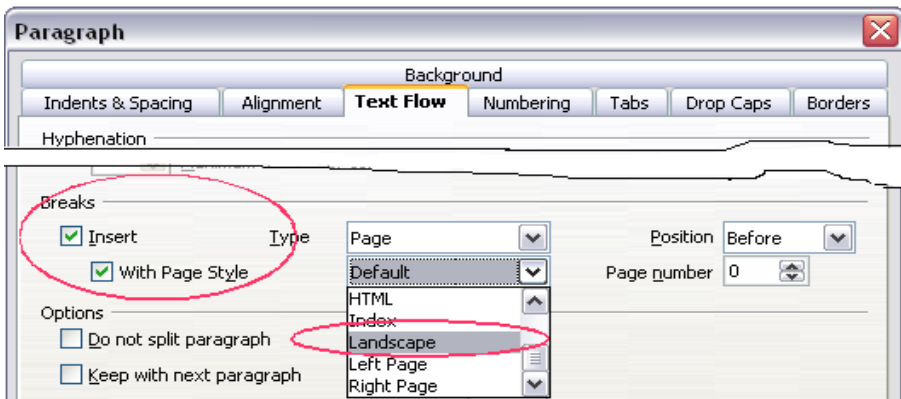 Paragraph
Background
Indents & Spacing Alignment Text Flow Numbering Tabs Drop Caps Borders
Hyphenation
Breaks
Insert Type Page Position Before
With Page Style Default Page number 0
HTML
Index
Options
Landscape
Do not split paragraph
Left Page
Keep with next paragraph
Right Page